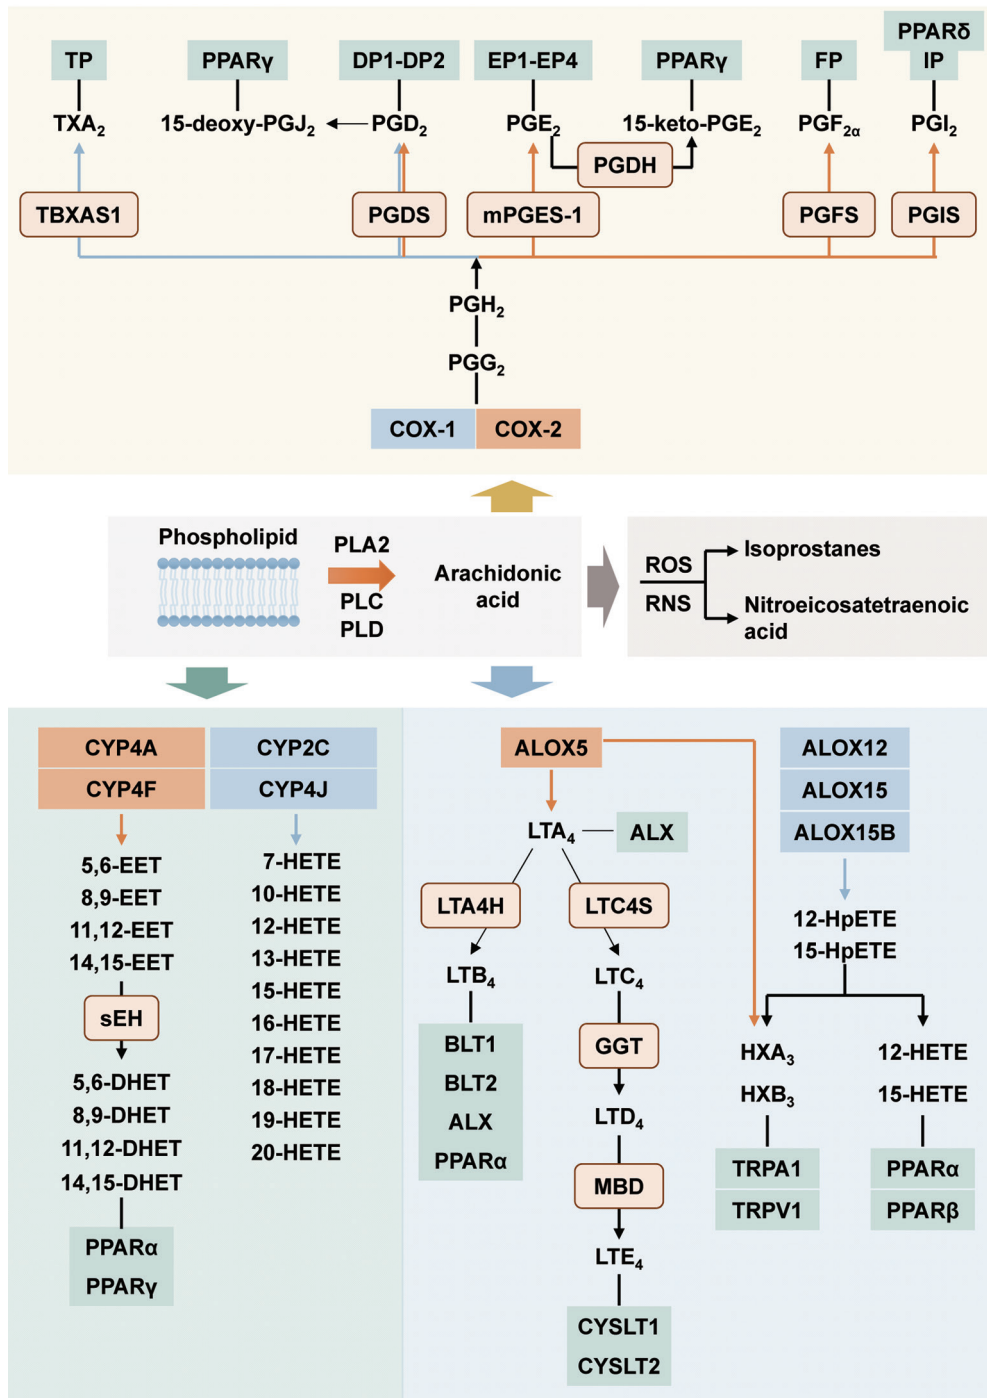 PPARδ
TP
PPARγ
DP1-DP2
EP1-EP4
PPARγ
FP
IP
TXA2
15-deoxy-PGJ2
PGD2
PGE2
15-keto-PGE2
PGF2α
PGI2
PGDH
TBXAS1
PGDS
mPGES-1
PGFS
PGIS
PGH2
PGG2
COX-1
COX-2
Phospholipid
PLA2
PLC
PLD
Arachidonic
acid
ROS
RNS
Isoprostanes
Nitroeicosatetraenoic
acid
CYP4A
CYP4F
CYP2C
CYP4J
5,6-EET
8,9-EET
11,12-EET
14,15-EET
sEH
5,6-DHET
8,9-DHET
11,12-DHET
14,15-DHET
PPARα
PPARγ
7-HETE
10-HETE
12-HETE
13-HETE
15-HETE
16-HETE
17-HETE
18-HETE
19-HETE
20-HETE
ALOX5
LTA4
ALX
LTA4H
LTC4S
LTB4
BLT1
BLT2
ALX
PPARα
LTC4
GGT
LTD4
MBD
LTE4
CYSLT1
CYSLT2
ALOX12
ALOX15
ALOX15B
12-HpETE
15-HpETE
HXA3
HXB3
TRPA1
TRPV1
12-HETE
15-HETE
PPARα
PPARβ